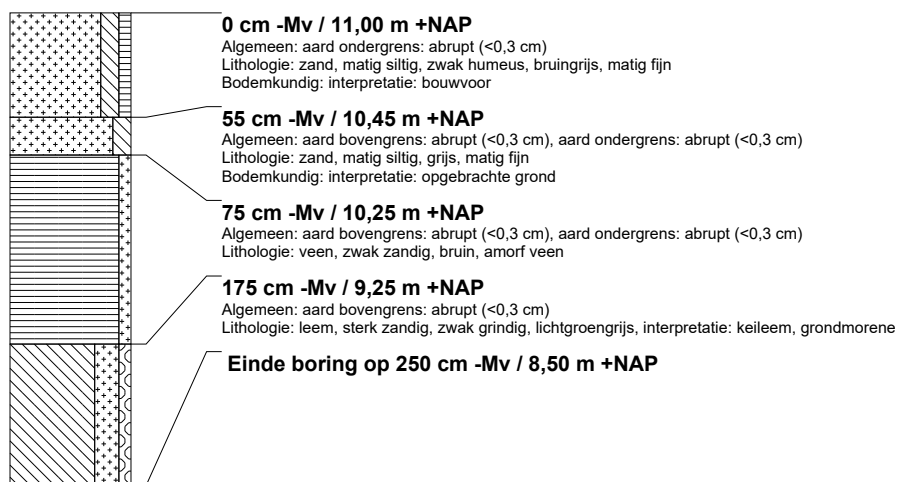 0 cm -Mv / 11,00 m +NAP
Algemeen: aard ondergrens: abrupt (<0,3 cm)
Lithologie: zand, matig siltig, zwak humeus, bruingrijs, matig fijn
Bodemkundig: interpretatie: bouwvoor
55 cm -Mv / 10,45 m +NAP
Algemeen: aard bovengrens: abrupt (<0,3 cm), aard ondergrens: abrupt (<0,3 cm)
Lithologie: zand, matig siltig, grijs, matig fijn
Bodemkundig: interpretatie: opgebrachte grond
75 cm -Mv / 10,25 m +NAP
Algemeen: aard bovengrens: abrupt (<0,3 cm), aard ondergrens: abrupt (<0,3 cm)
Lithologie: veen, zwak zandig, bruin, amorf veen
175 cm -Mv / 9,25 m +NAP
Algemeen: aard bovengrens: abrupt (<0,3 cm)
Lithologie: leem, sterk zandig, zwak grindig, lichtgroengrijs, interpretatie: keileem, grondmorene
Einde boring op 250 cm -Mv / 8,50 m +NAP